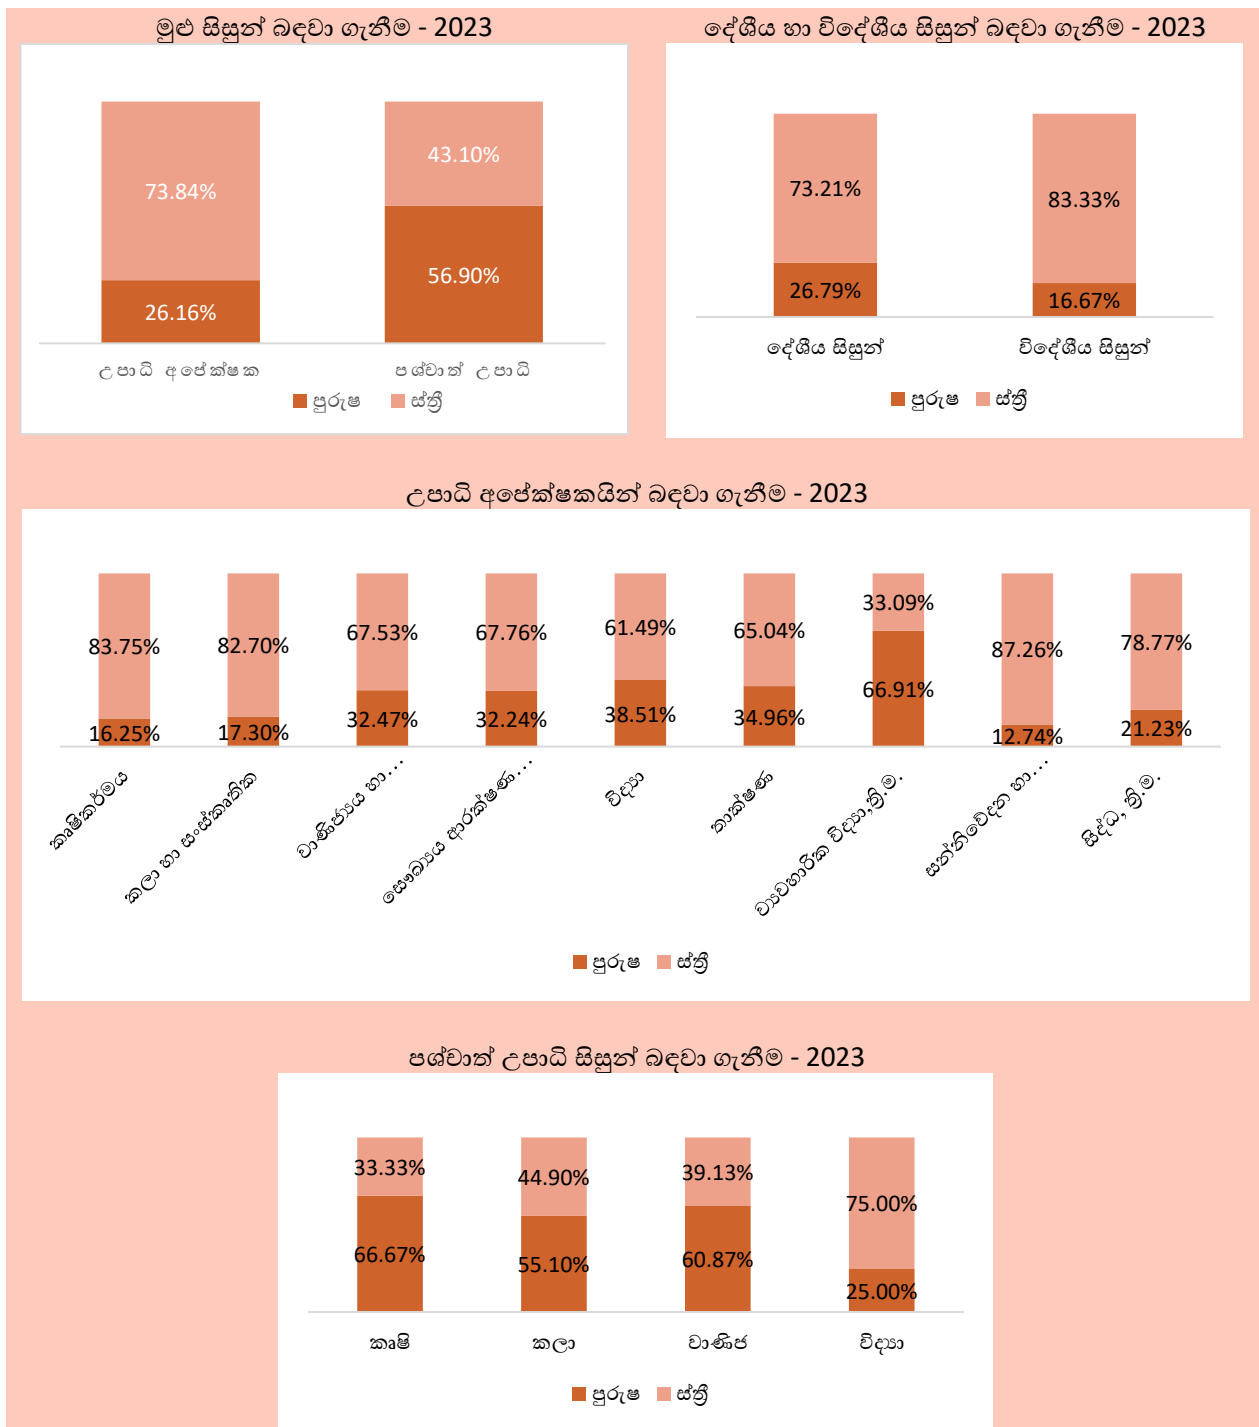 මුළු සිසුන් බඳවා ගැනීම - 2023
73.84%
43.10%
26.16%
56.90%
උපාධි අපේක්ෂක
පශ්චාත් උපාධි
පුරුෂ ස්ත්‍රී
දේශීය හා විදේශීය සිසුන් බඳවා ගැනීම - 2023
73.21%
83.33%
26.79%
16.67%
දේශීය සිසුන්
විදේශීය සිසුන්
පුරුෂ ස්ත්‍රී
උපාධි අපේක්ෂකයින් බඳවා ගැනීම - 2023
83.75% 82.70% 67.53% 67.76% 61.49% 65.04% 33.09% 87.26% 78.77%
16.25% 17.30% 32.47% 32.24% 38.51% 34.96% 66.91% 12.74% 21.23%
කෘෂිකර්මය
කලා හා සංස්කෘතික
වාණිජ්‍යය හා...
සෞඛ්‍යය ආරක්ෂණ...
විද්‍යා
තාක්ෂණ
ව්‍යවහාරික විද්‍යා,ත්‍රි.ම.
සන්නිවේදන හා...
සිද්ධ, ත්‍රි.ම.
පුරුෂ ස්ත්‍රී
පශ්චාත් උපාධි සිසුන් බඳවා ගැනීම - 2023
33.33% 44.90% 39.13% 75.00%
66.67% 55.10% 60.87% 25.00%
කෘෂි කලා වාණිජ විද්‍යා
පුරුෂ ස්ත්‍රී